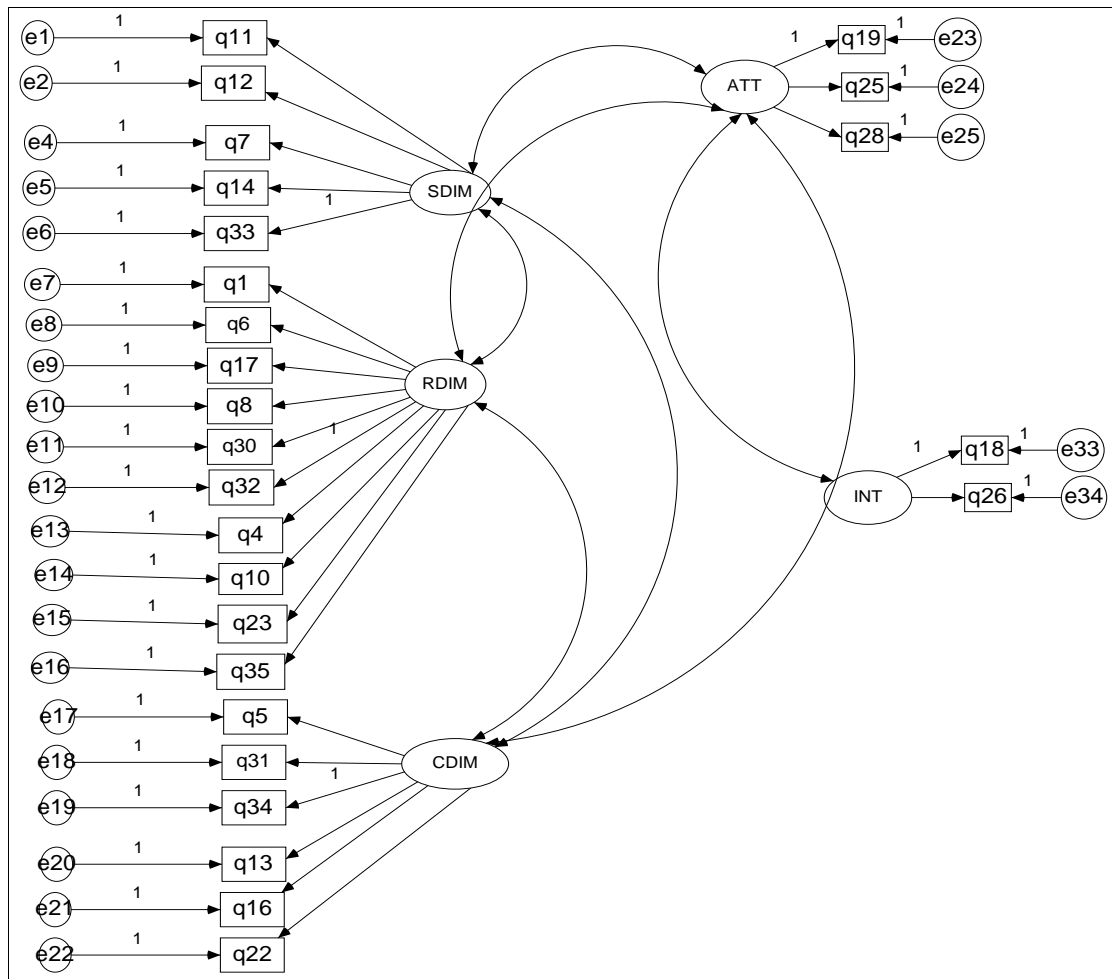 1
e1 q11
1
e2 q12
1
e4 q7
1
e5 q14
1
e6 q33
1
SDIM
1
e7 q1
1
e8 q6
1
e9 q17
1
e10 q8
1
e11 q30
1
e12 q32
1
e13 q4
1
e14 q10
1
e15 q23
1
e16 q35
1
RDIM
1
e17 q5
1
e18 q31
1
e19 q34
1
e20 q13
1
e21 q16
1
e22 q22
1
CDIM
ATT
1 q19 1 e23
q25 1 e24
q28 1 e25
INT
1 q18 1 e33
q26 1 e34